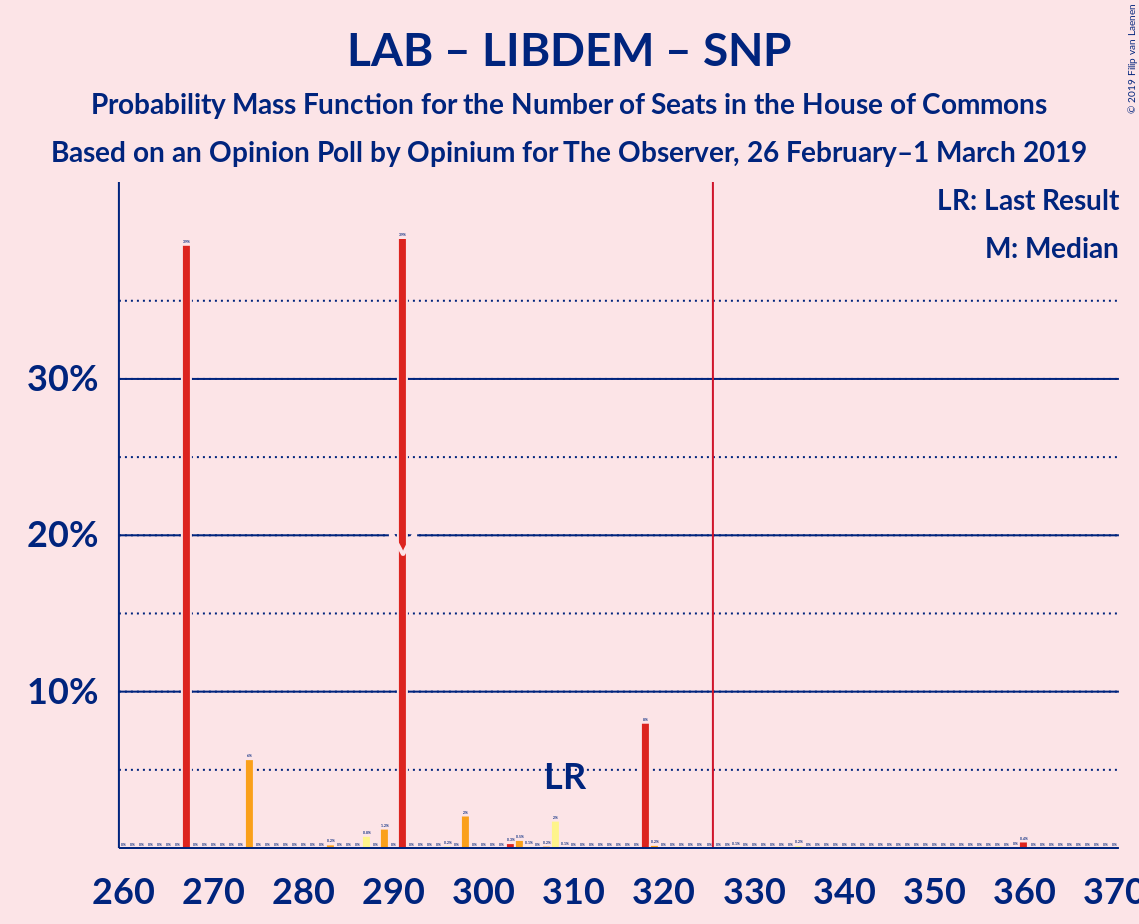 LAB – LIBDEM – SNP
Probability Mass Function for the Number of Seats in the House of Commons
Based on an Opinion Poll by Opinium for The Observer, 26 February–1 March 2019
© 2019 Filip van Laenen
LR: Last Result
M: Median
30%
20%
10%
LR
260 270 280 290 300 310 320 330 340 350 360 370